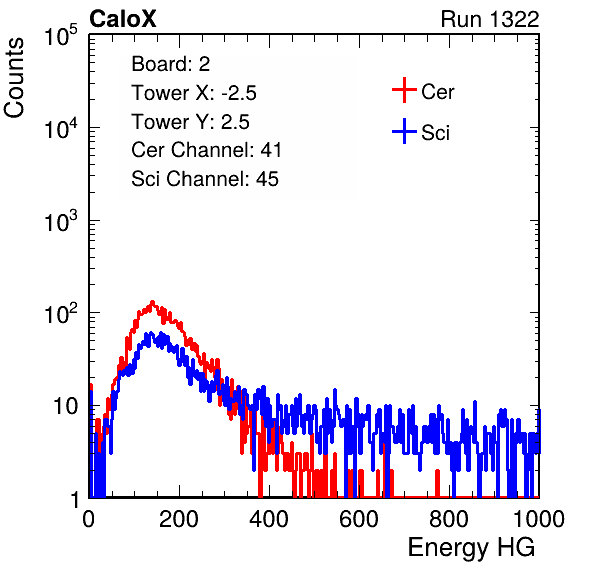 CaloX Run 1322
Counts
10^5
10^4
10^3
10^2
10
1
Board: 2
Tower X: -2.5
Tower Y: 2.5
Cer Channel: 41
Sci Channel: 45
Cer
Sci
0 200 400 600 800 1000
Energy HG